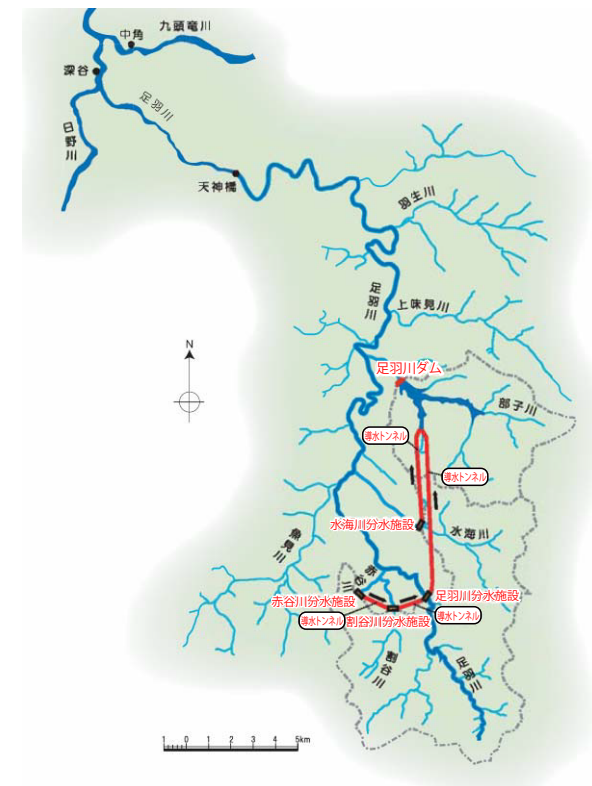 九頭竜川
中角
深谷
足羽川
日野川
天神橋
羽生川
足羽川
上味見川
N
足羽川ダム
部子川
導水トンネル
導水トンネル
水海川分水施設
水海川
魚見川
赤谷川
赤谷川分水施設
足羽川分水施設
導水トンネル
割谷川分水施設
導水トンネル
割谷川
足羽川
1 0 1 2 3 4 5km